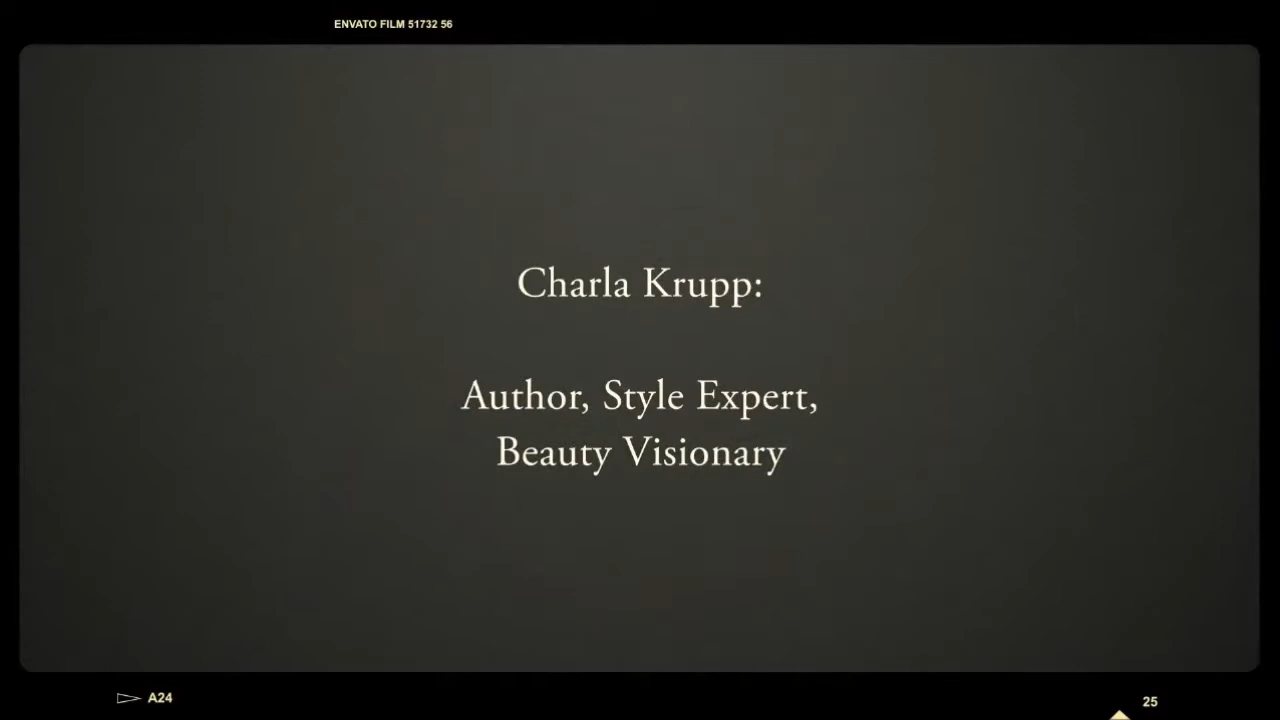 ENVATO FILM 51732 56
Charla Krupp:
Author, Style Expert,
Beauty Visionary
A24
25